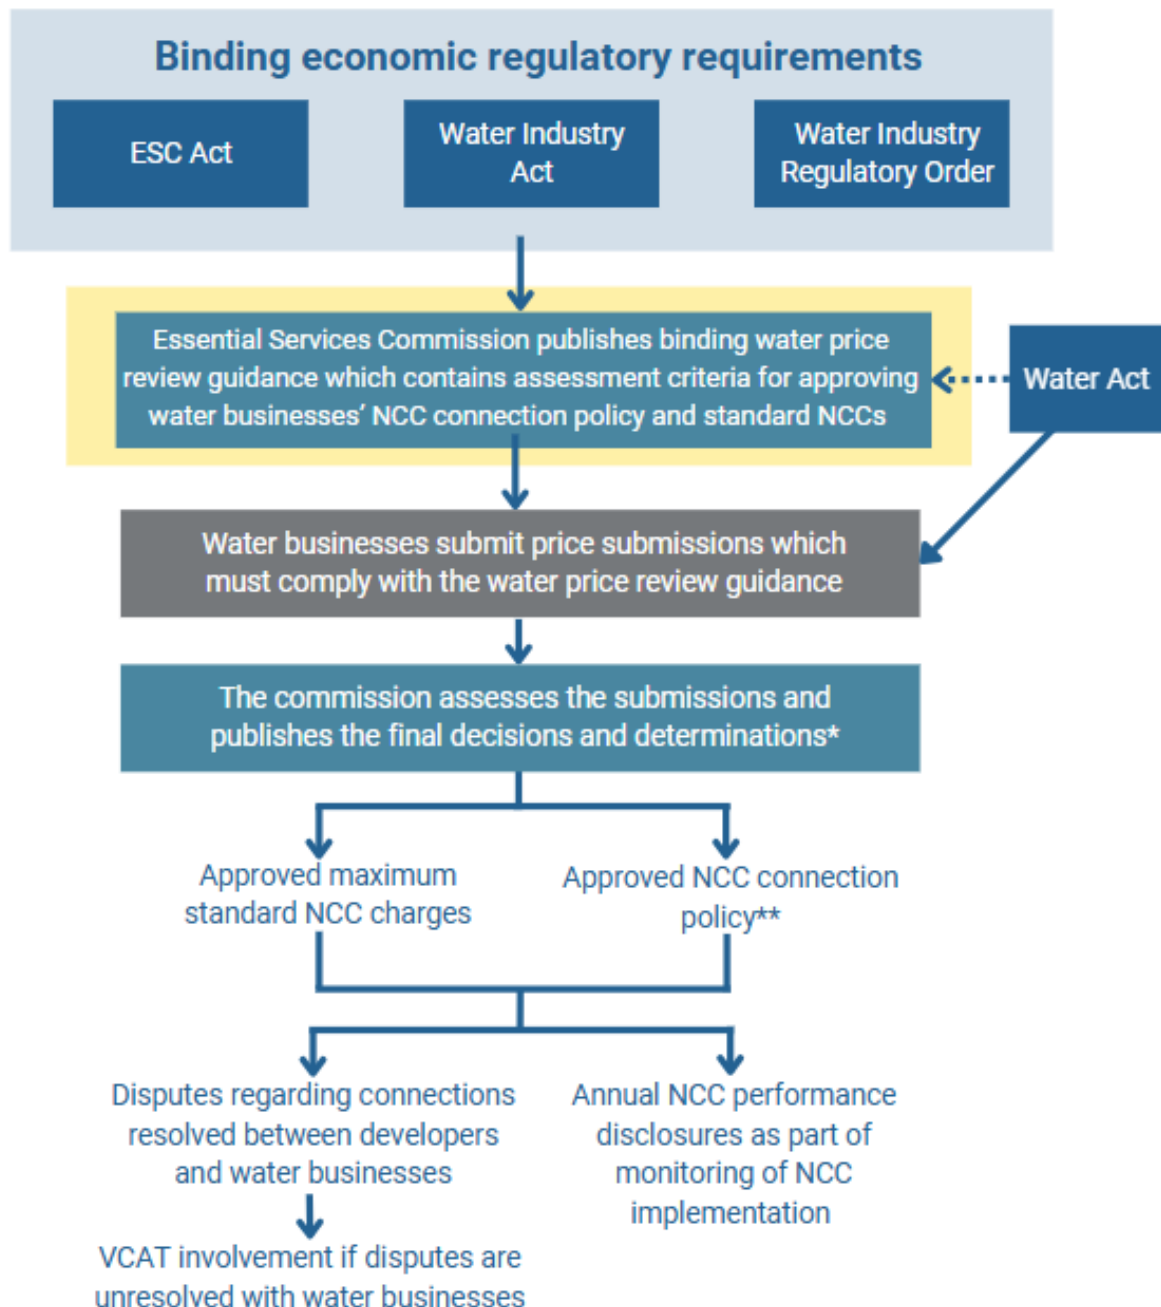 Binding economic regulatory requirements
ESC Act
Water Industry
Act
Water Industry
Regulatory Order
Essential Services Commission publishes binding water price
review guidance which contains assessment criteria for approving
water businesses’ NCC connection policy and standard NCCs
Water Act
Water businesses submit price submissions which
must comply with the water price review guidance
The commission assesses the submissions and
publishes the final decisions and determinations*
Approved maximum
standard NCC charges
Approved NCC connection
policy**
Disputes regarding connections
resolved between developers
and water businesses
Annual NCC performance
disclosures as part of
monitoring of NCC
implementation
VCAT involvement if disputes are
unresolved with water businesses